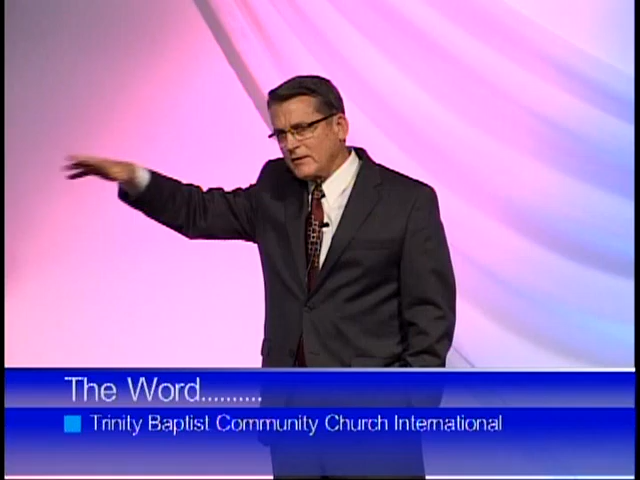 The Word..........
Trinity Baptist Community Church International